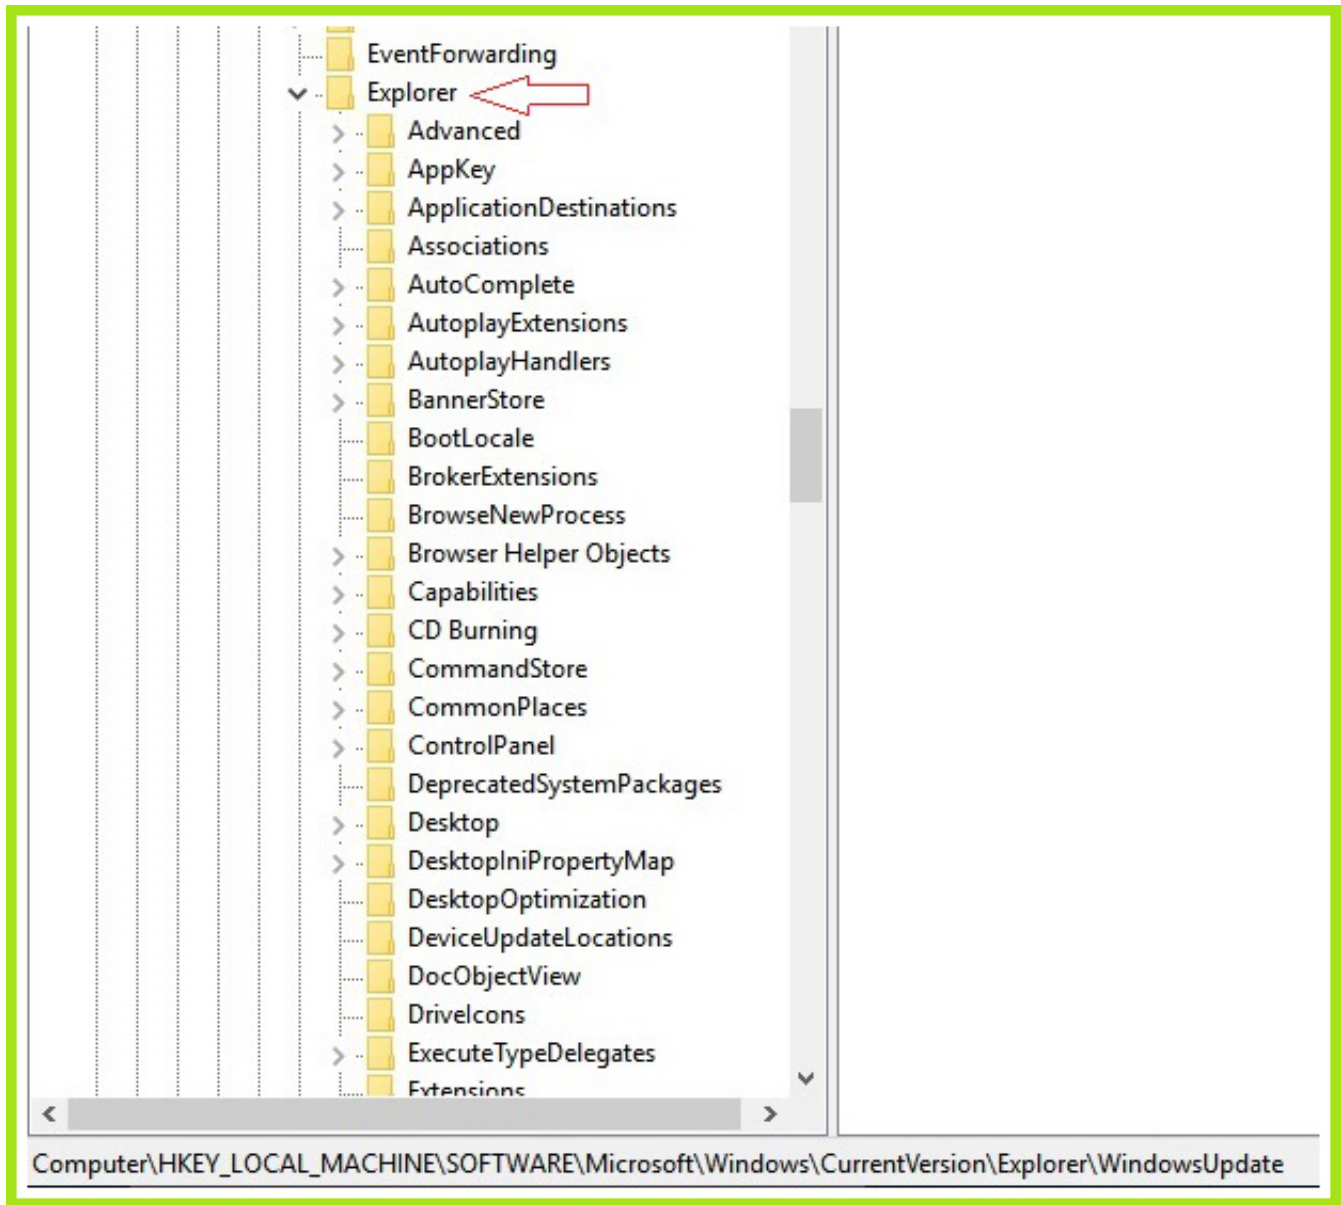 EventForwarding
Explorer
Advanced
AppKey
ApplicationDestinations
Associations
AutoComplete
AutoplayExtensions
AutoplayHandlers
BannerStore
BootLocale
BrokerExtensions
BrowseNewProcess
Browser Helper Objects
Capabilities
CD Burning
CommandStore
CommonPlaces
ControlPanel
DeprecatedSystemPackages
Desktop
DesktopIniPropertyMap
DesktopOptimization
DeviceUpdateLocations
DocObjectView
DriveIcons
ExecuteTypeDelegates
Extensions
Computer\HKEY_LOCAL_MACHINE\SOFTWARE\Microsoft\Windows\CurrentVersion\Explorer\WindowsUpdate